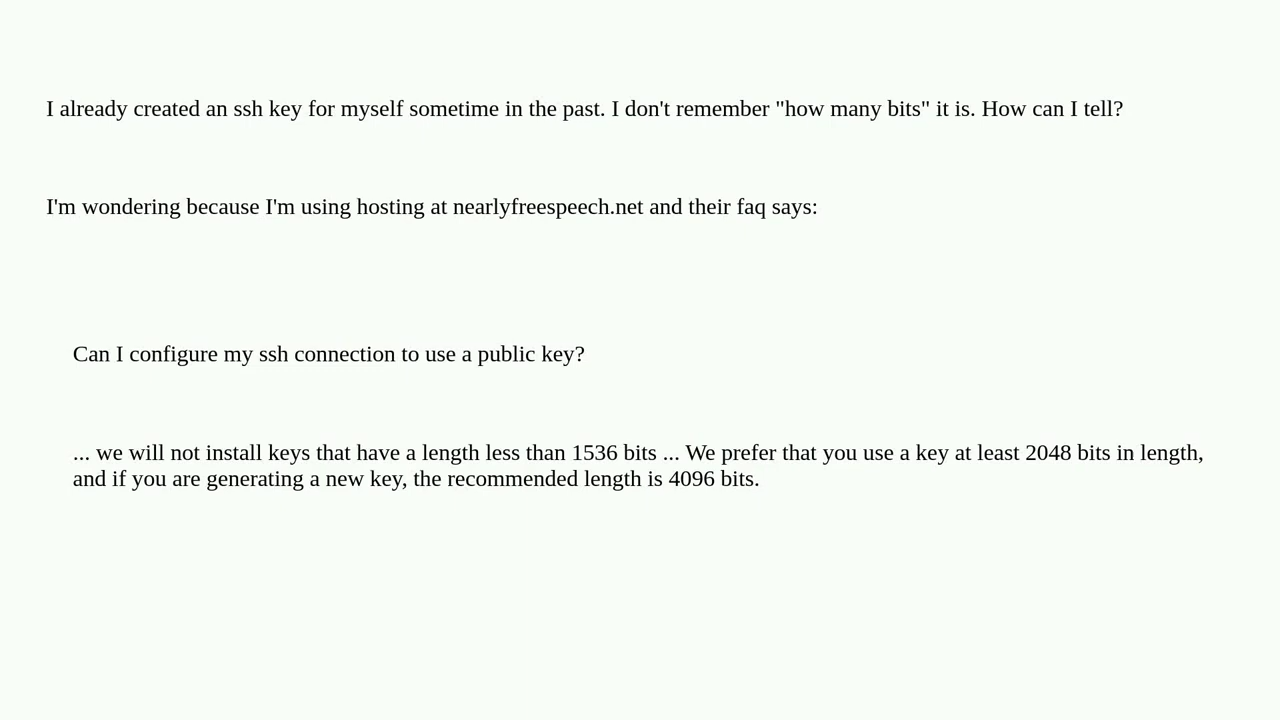 I already created an ssh key for myself sometime in the past. I don't remember "how many bits" it is. How can I tell?
I'm wondering because I'm using hosting at nearlyfreespeech.net and their faq says:
Can I configure my ssh connection to use a public key?
... we will not install keys that have a length less than 1536 bits ... We prefer that you use a key at least 2048 bits in length,
and if you are generating a new key, the recommended length is 4096 bits.